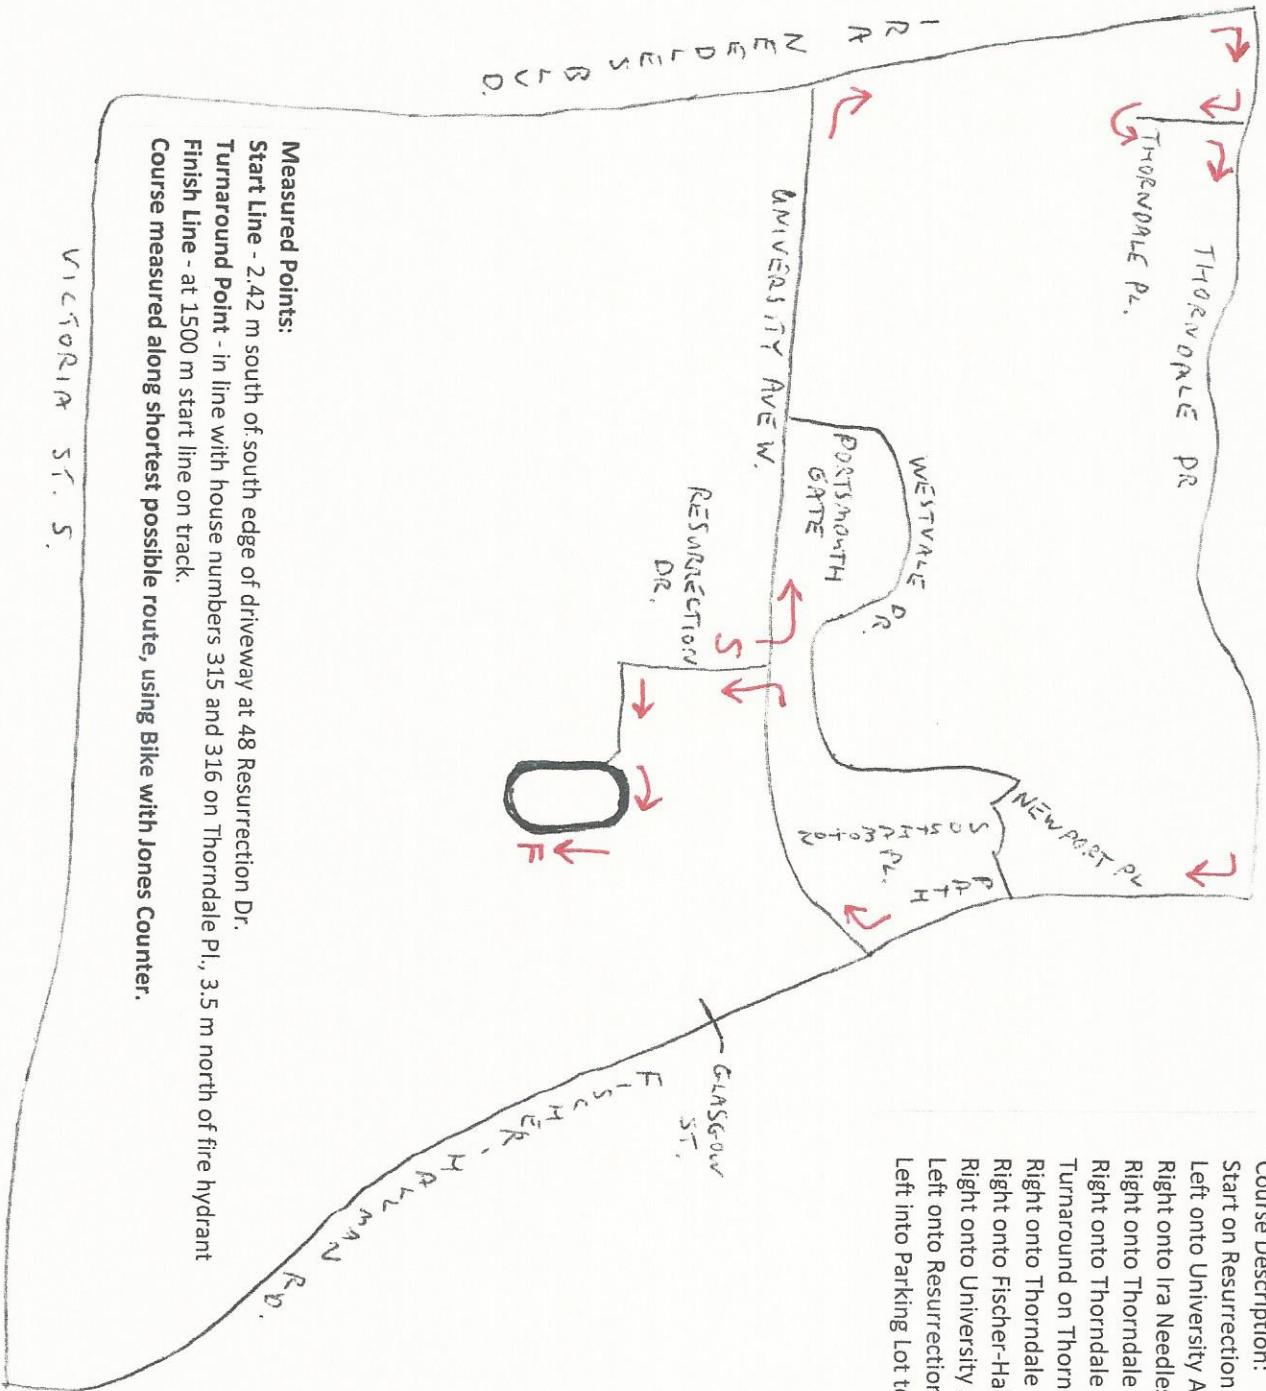 Course Description:
Start on Resurrection
Left onto University A
Right onto Ira Needle
Right onto Thorndale
Right onto Thorndale
Turnaround on Thorn
Right onto Thorndale
Right onto Fischer-Ha
Right onto University
Left onto Resurrection
Left into Parking Lot t
THORNDALE DR
THORNDALE PL.
IRA NEEDLES BLVD.
UNIVERSITY AVE W.
WESTVALE DR.
PORTSMOUTH
GATE
RESURRECTION
DR.
S
NEWPORT PL
SOUTHAMPTON
PL.
PATH
F
GLASGOW
ST.
FISCHER-HALLMAN RD.
VICTORIA ST. S.
Measured Points:
Start Line - 2.42 m south of south edge of driveway at 48 Resurrection Dr.
Turnaround Point - in line with house numbers 315 and 316 on Thorndale Pl., 3.5 m north of fire hydrant
Finish Line - at 1500 m start line on track.
Course measured along shortest possible route, using Bike with Jones Counter.